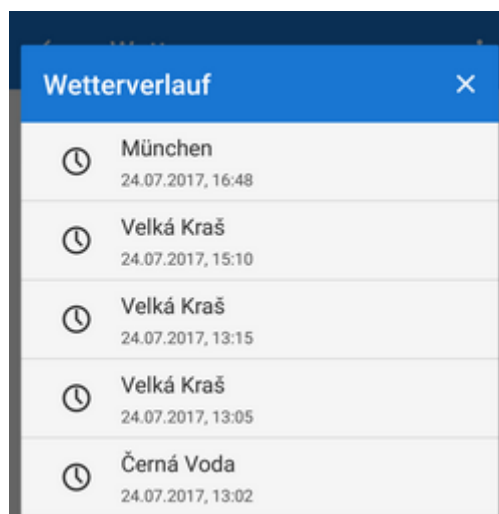 Wetterverlauf
München
24.07.2017, 16:48
Velká Kraš
24.07.2017, 15:10
Velká Kraš
24.07.2017, 13:15
Velká Kraš
24.07.2017, 13:05
Černá Voda
24.07.2017, 13:02